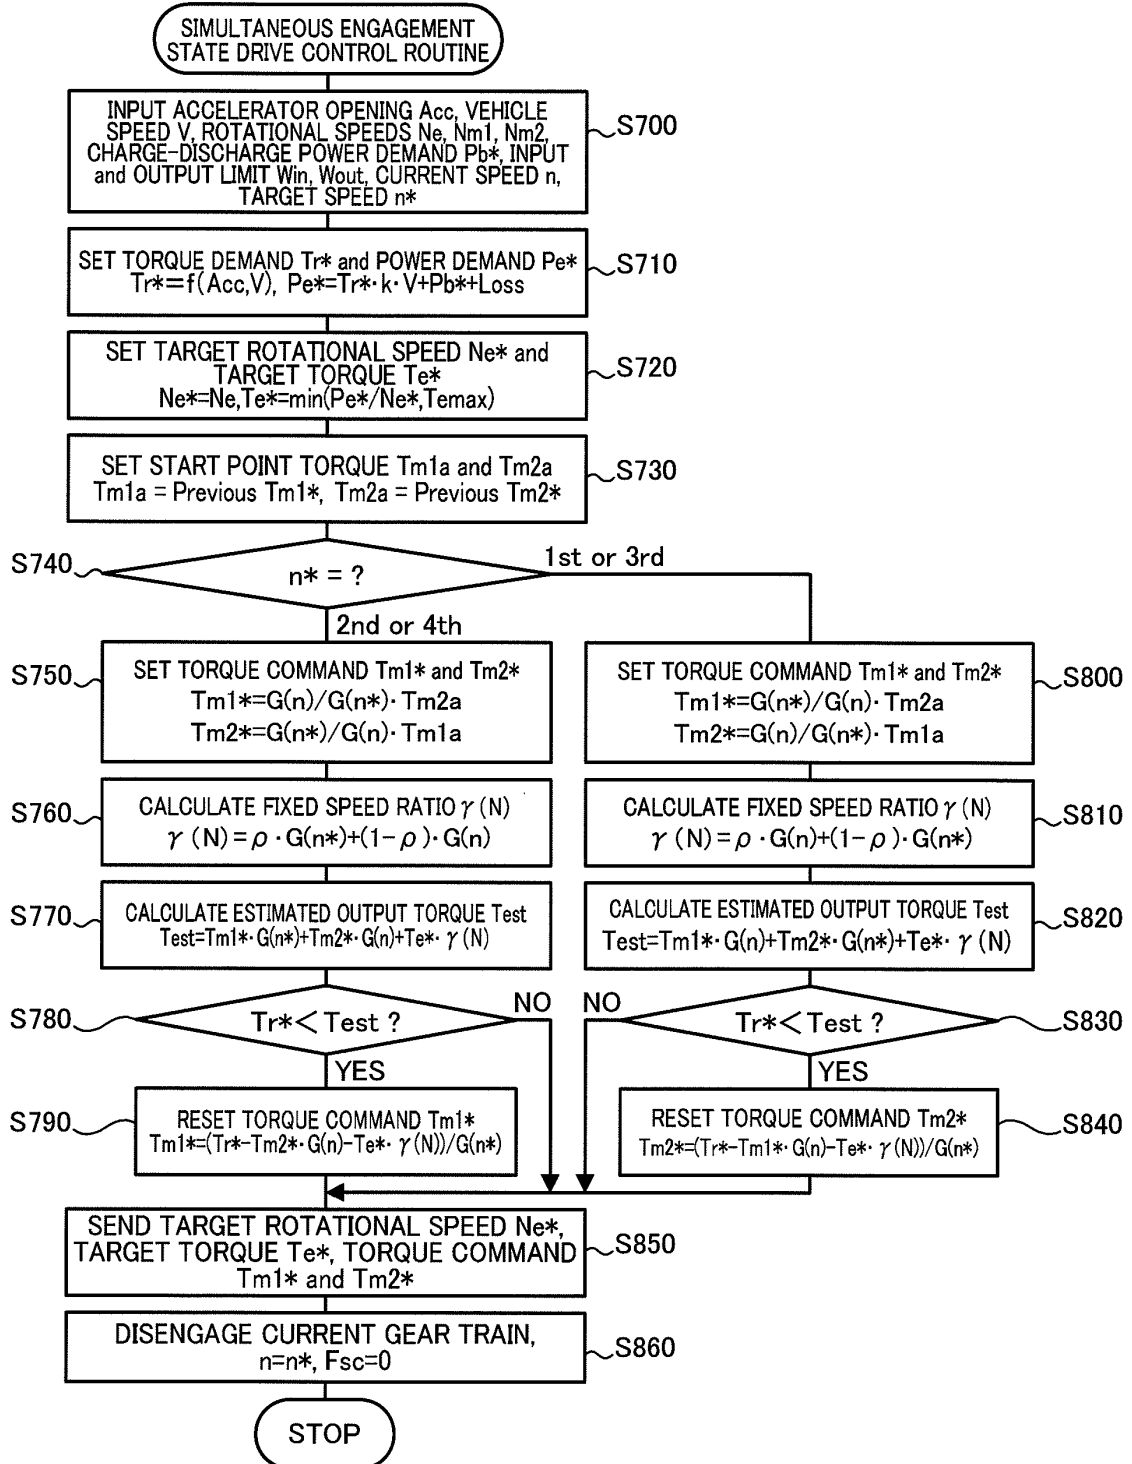 SIMULTANEOUS ENGAGEMENT
STATE DRIVE CONTROL ROUTINE
INPUT ACCELERATOR OPENING Acc, VEHICLE
SPEED V, ROTATIONAL SPEEDS Ne, Nm1, Nm2,
CHARGE-DISCHARGE POWER DEMAND Pb*, INPUT
and OUTPUT LIMIT Win, Wout, CURRENT SPEED n,
TARGET SPEED n*
S700
SET TORQUE DEMAND Tr* and POWER DEMAND Pe*
Tr*=f(Acc,V), Pe*=Tr*·k·V+Pb*+Loss
S710
SET TARGET ROTATIONAL SPEED Ne* and
TARGET TORQUE Te*
Ne*=Ne,Te*=min(Pe*/Ne*,Temax)
S720
SET START POINT TORQUE Tm1a and Tm2a
Tm1a = Previous Tm1*, Tm2a = Previous Tm2*
S730
S740
n* = ?
1st or 3rd
2nd or 4th
S750
SET TORQUE COMMAND Tm1* and Tm2*
Tm1*=G(n)/G(n*)·Tm2a
Tm2*=G(n*)/G(n)·Tm1a
SET TORQUE COMMAND Tm1* and Tm2*
Tm1*=G(n*)/G(n)·Tm2a
Tm2*=G(n)/G(n*)·Tm1a
S800
S760
CALCULATE FIXED SPEED RATIO γ(N)
γ(N)=ρ·G(n*)+(1-ρ)·G(n)
CALCULATE FIXED SPEED RATIO γ(N)
γ(N)=ρ·G(n)+(1-ρ)·G(n*)
S810
S770
CALCULATE ESTIMATED OUTPUT TORQUE Test
Test=Tm1*·G(n*)+Tm2*·G(n)+Te*·γ(N)
CALCULATE ESTIMATED OUTPUT TORQUE Test
Test=Tm1*·G(n)+Tm2*·G(n*)+Te*·γ(N)
S820
S780
Tr*<Test ?
NO
NO
Tr*<Test ?
S830
YES
YES
S790
RESET TORQUE COMMAND Tm1*
Tm1*=(Tr*-Tm2*·G(n)-Te*·γ(N))/G(n*)
RESET TORQUE COMMAND Tm2*
Tm2*=(Tr*-Tm1*·G(n)-Te*·γ(N))/G(n*)
S840
SEND TARGET ROTATIONAL SPEED Ne*,
TARGET TORQUE Te*, TORQUE COMMAND
Tm1* and Tm2*
S850
DISENGAGE CURRENT GEAR TRAIN,
n=n*, Fsc=0
S860
STOP